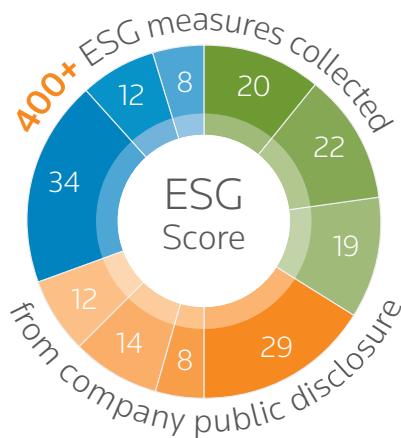 400+ ESG measures collected
20
22
19
29
8
14
12
34
12
8
ESG
Score
from company public disclosure